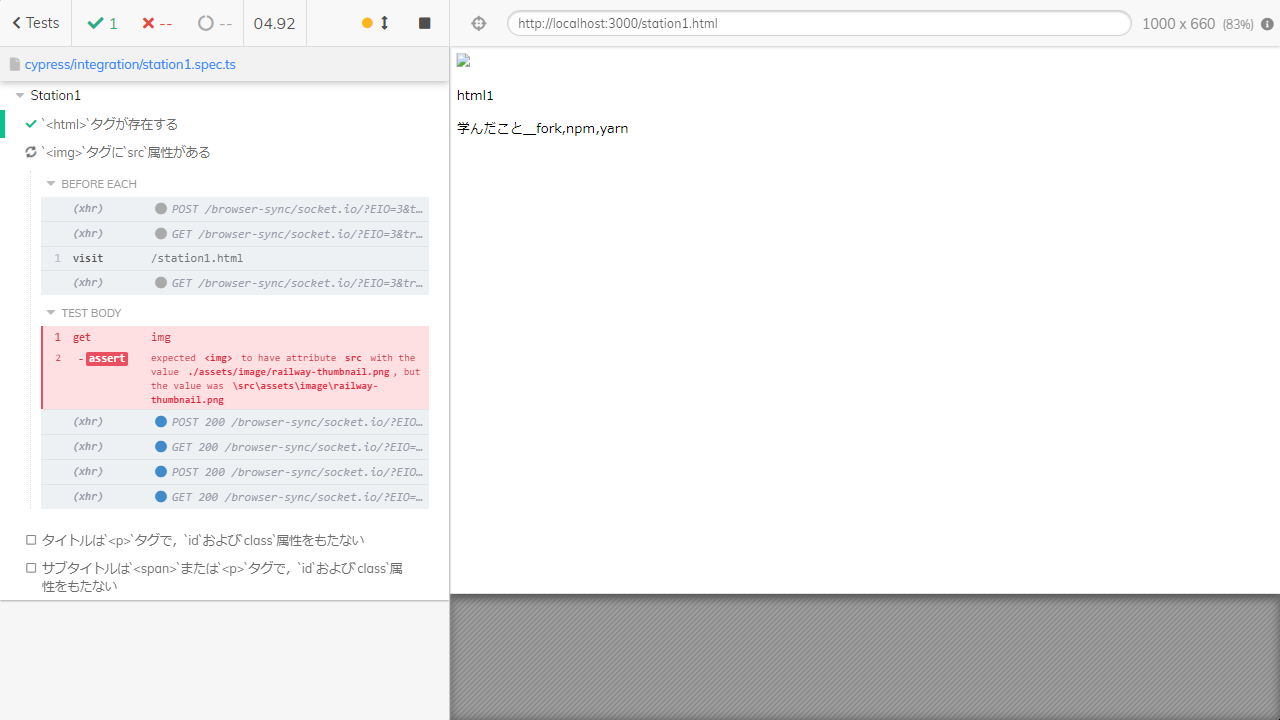 Tests 1 -- -- 04.92
http://localhost:3000/station1.html 1000 x 660 (83%)
cypress/integration/station1.spec.ts
Station1
`<html>`タグが存在する
`<img>`タグに`src`属性がある
BEFORE EACH
(xhr) POST /browser-sync/socket.io/?EIO=3&t…
(xhr) GET /browser-sync/socket.io/?EIO=3&tr…
1 visit /station1.html
(xhr) GET /browser-sync/socket.io/?EIO=3&tr…
TEST BODY
1 get img
2 -assert expected <img> to have attribute src with the
value ./assets/image/railway-thumbnail.png, but
the value was \src\assets\image\railway-
thumbnail.png
(xhr) POST 200 /browser-sync/socket.io/?EIO…
(xhr) GET 200 /browser-sync/socket.io/?EIO=…
(xhr) POST 200 /browser-sync/socket.io/?EIO…
(xhr) GET 200 /browser-sync/socket.io/?EIO=…
タイトルは`<p>`タグで，`id`および`class`属性をもたない
サブタイトルは`<span>`または`<p>`タグで，`id`および`class`属
性をもたない
html1
学んだこと__fork,npm,yarn